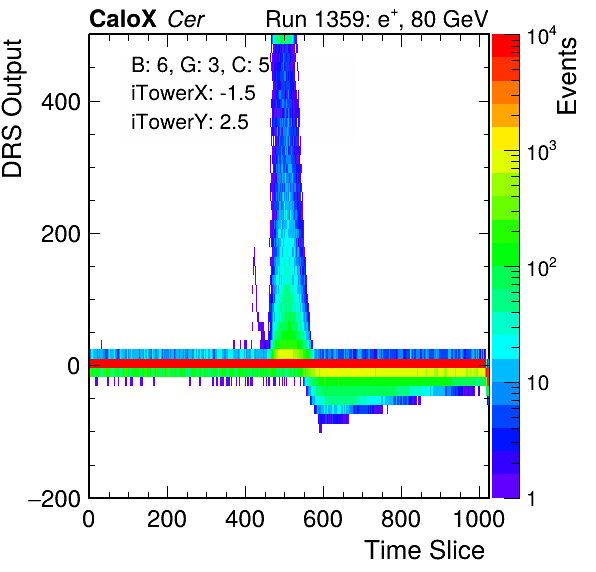 CaloX Cer Run 1359: e⁺, 80 GeV
B: 6, G: 3, C: 5
iTowerX: -1.5
iTowerY: 2.5
DRS Output
400
200
0
−200
0 200 400 600 800 1000
Time Slice
10⁴
10³
10²
10
1
Events